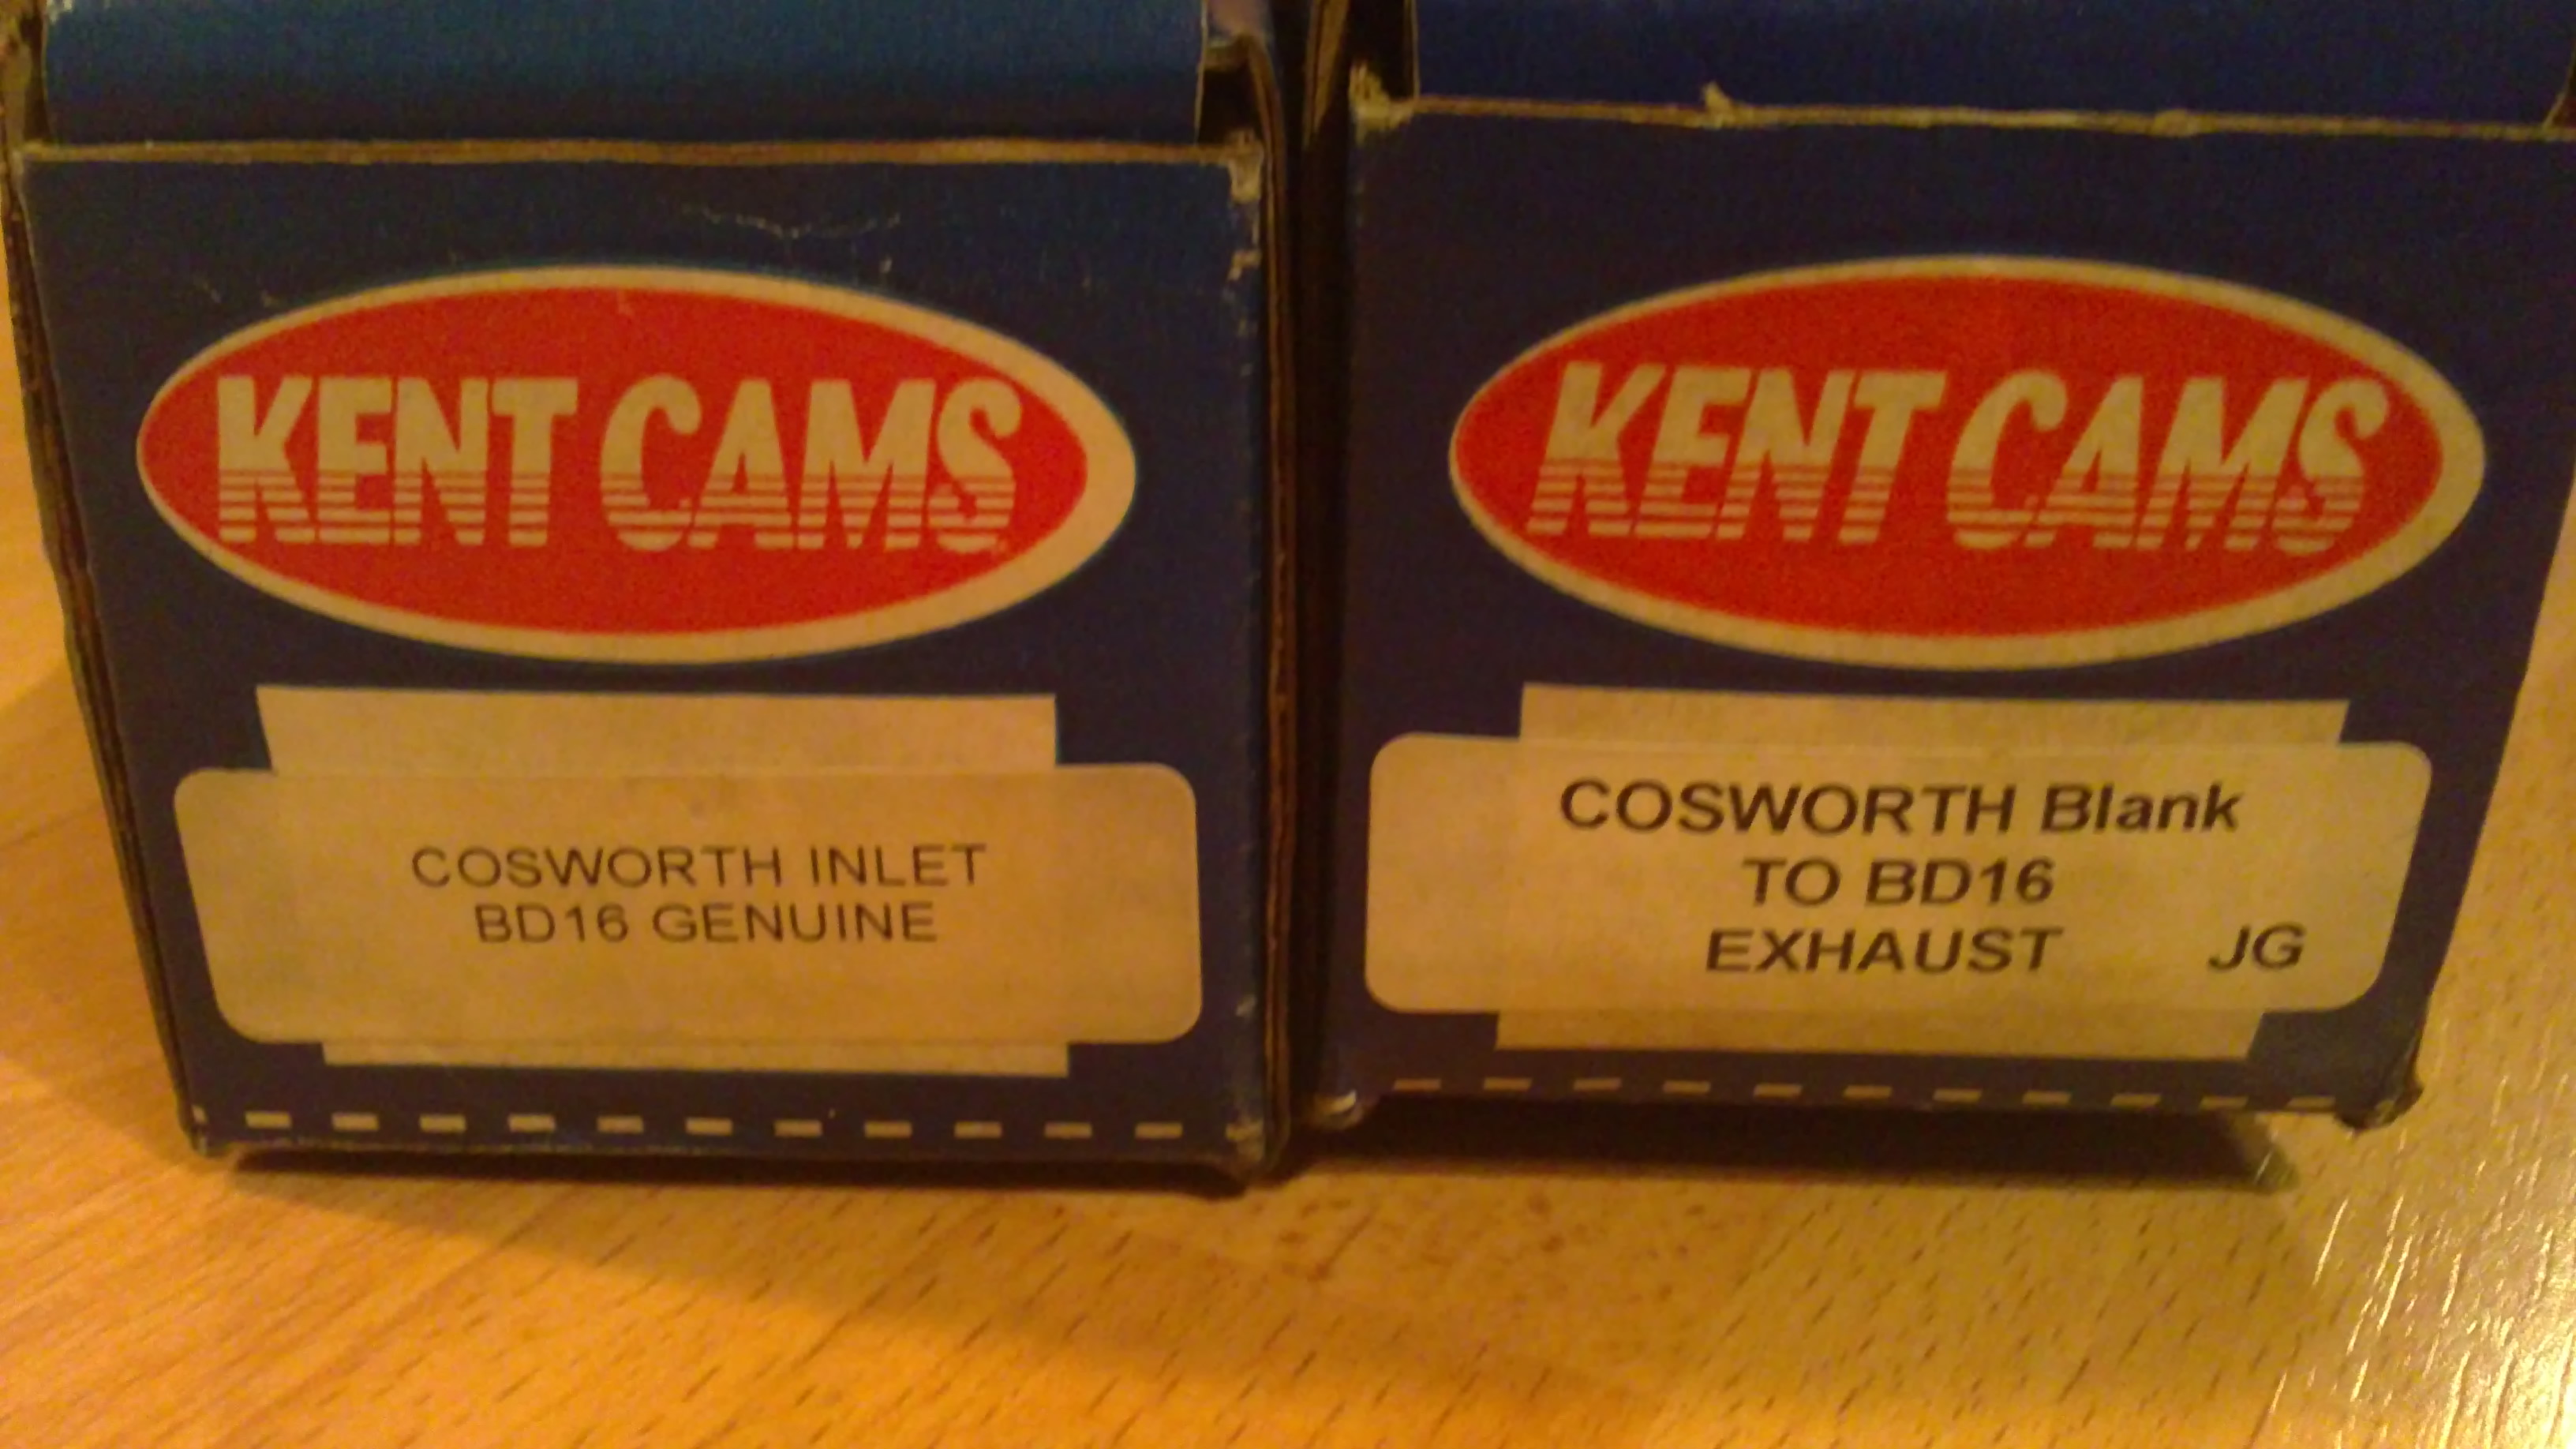 KENT CAMS
COSWORTH INLET
BD16 GENUINE
KENT CAMS
COSWORTH Blank
TO BD16
EXHAUST JG